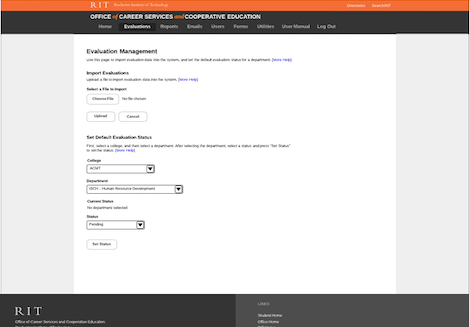 RIT Rochester Institute of Technology
Directories Search RIT
OFFICE of CAREER SERVICES and COOPERATIVE EDUCATION
Home Evaluations Reports Emails Users Forms Utilities User Manual Log Out
Evaluation Management
Use this page to import evaluation data into the system, and set the default evaluation status for a department. [More Help]
Import Evaluations
Upload a file to import evaluation data into the system. [More Help]
Select a File to Import
Choose File No file chosen
Upload Cancel
Set Default Evaluation Status
First, select a college, and then select a department. After selecting the department, select a status and press "Set Status"
to set the status. [More Help]
College
ACMT
Department
ISCH - Human Resource Development
Current Status
No department selected
Status
Pending
Set Status
RIT
Office of Career Services and Cooperative Education.
LINKS
Student Home
Office Home